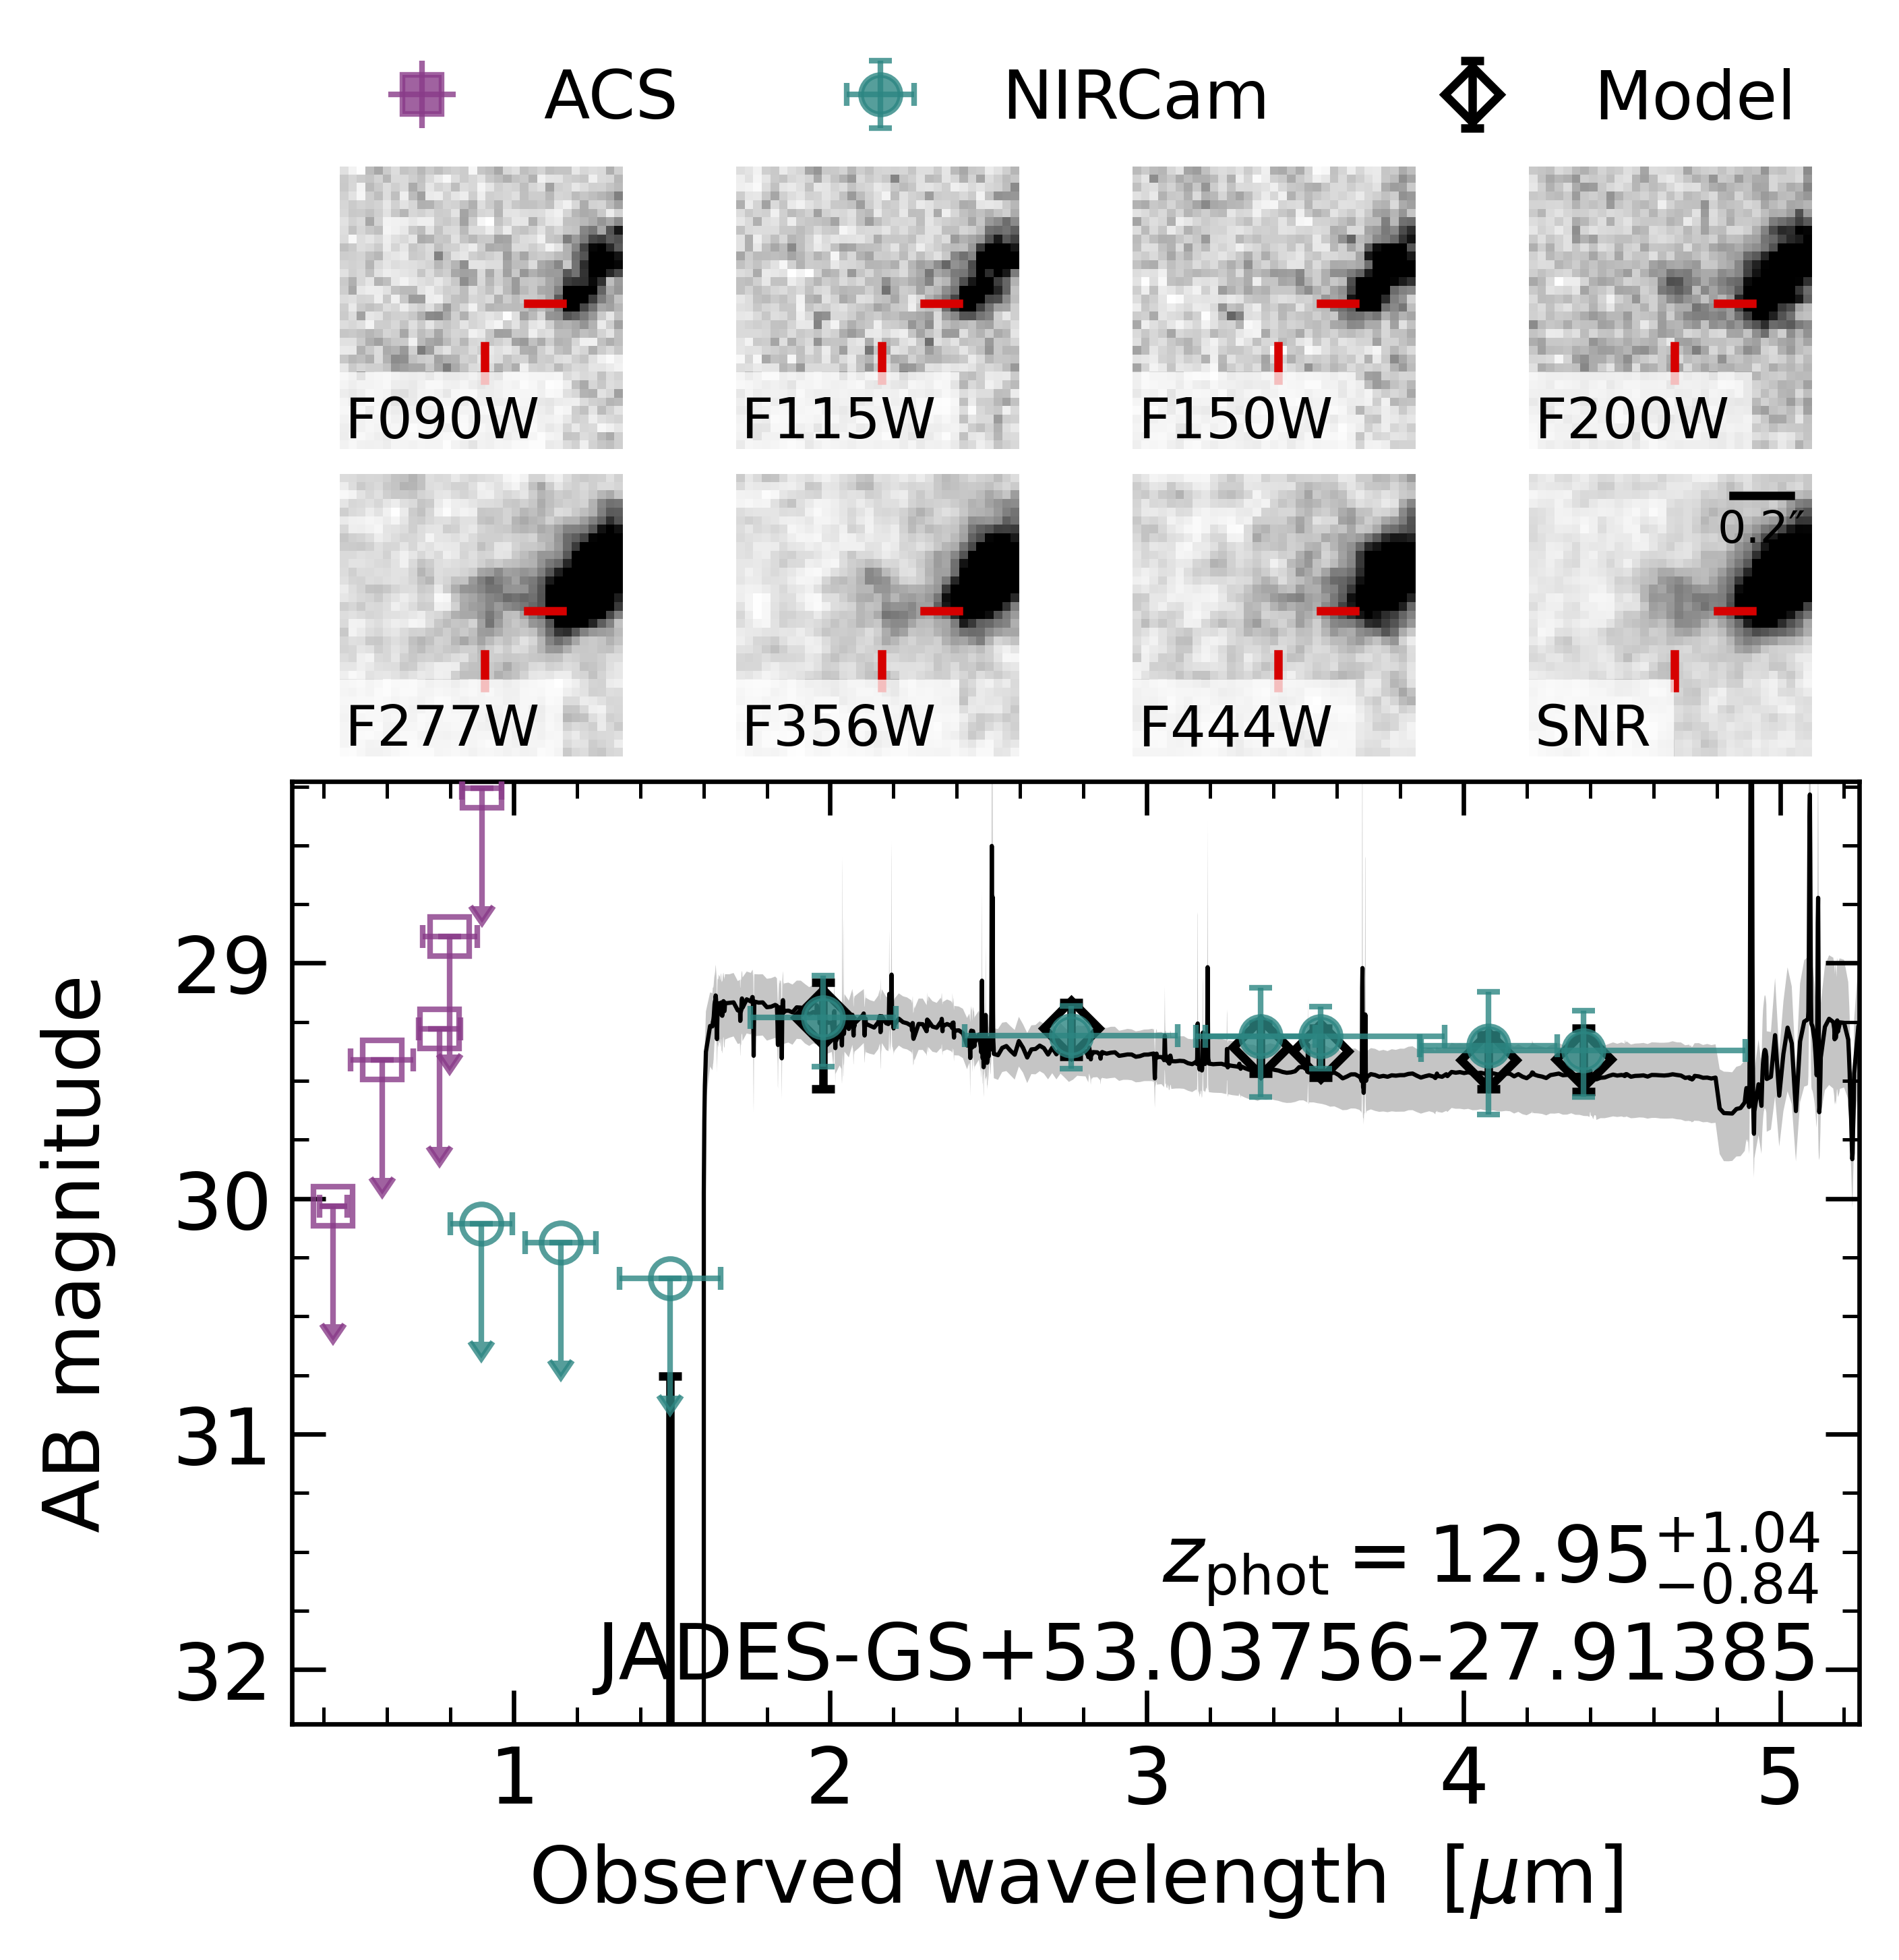 ACS NIRCam Model
F090W F115W F150W F200W
0.2″
F277W F356W F444W SNR
AB magnitude
29
30
31
32
z_phot = 12.95 +1.04 −0.84
JADES-GS+53.03756-27.91385
1 2 3 4 5
Observed wavelength [μm]